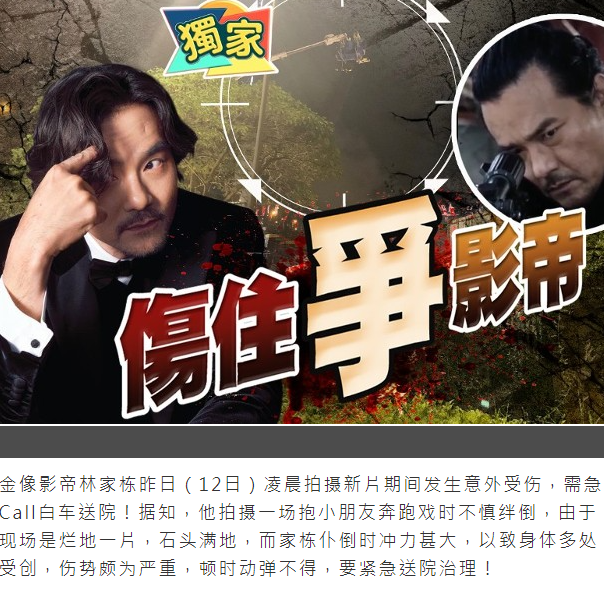 獨家
傷住爭影帝
金像影帝林家栋昨日（12日）凌晨拍摄新片期间发生意外受伤，需急
Call白车送院！据知，他拍摄一场抱小朋友奔跑戏时不慎绊倒，由于
现场是烂地一片，石头满地，而家栋仆倒时冲力甚大，以致身体多处
受创，伤势颇为严重，顿时动弹不得，要紧急送院治理！